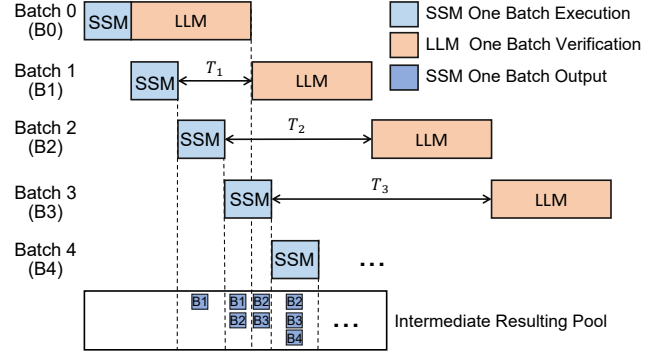 Batch 0
(B0)
SSM
LLM
SSM One Batch Execution
LLM One Batch Verification
SSM One Batch Output
Batch 1
(B1)
SSM
T1
LLM
Batch 2
(B2)
SSM
T2
LLM
Batch 3
(B3)
SSM
T3
LLM
Batch 4
(B4)
SSM
...
B1
B1
B2
B2
B2
B3
B3
B4
...
Intermediate Resulting Pool